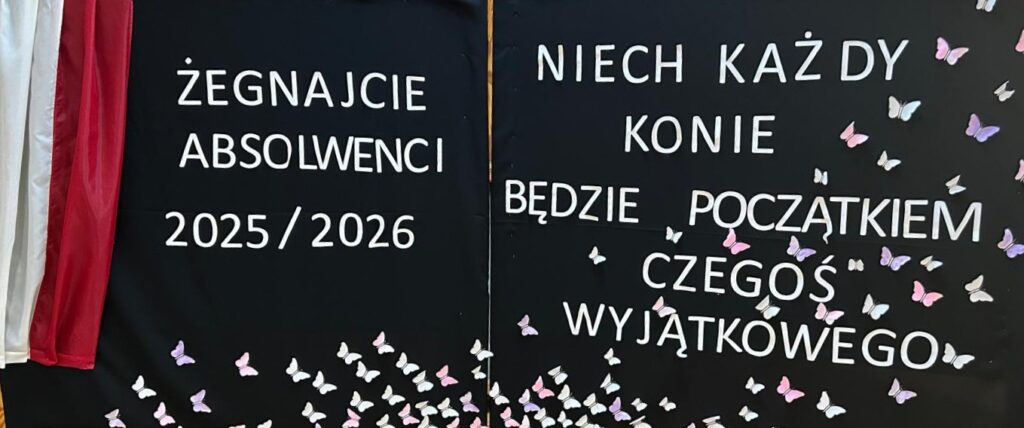 ŻEGNAJCIE
ABSOLWENCI
2025/2026
NIECH KAŻDY
KONIE
BĘDZIE POCZĄTKIEM
CZEGOŚ
WYJĄTKOWEGO